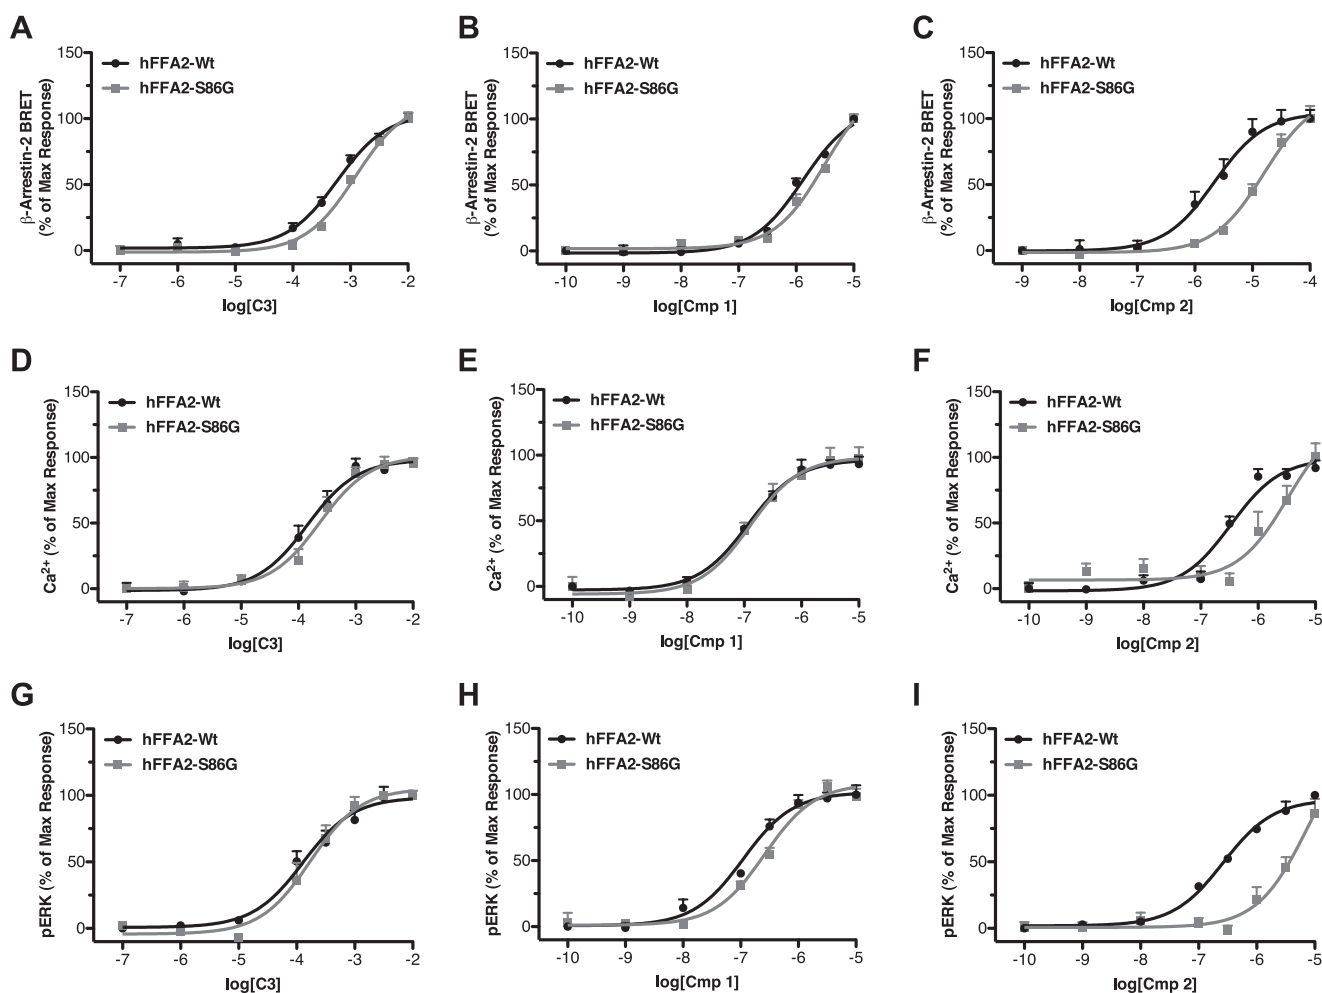 A
150
100
50
0
β-Arrestin-2 BRET
(% of Max Response)
hFFA2-Wt
hFFA2-S86G
-7 -6 -5 -4 -3 -2
log[C3]
B
150
100
50
0
β-Arrestin-2 BRET
(% of Max Response)
hFFA2-Wt
hFFA2-S86G
-10 -9 -8 -7 -6 -5
log[Cmp 1]
C
150
100
50
0
β-Arrestin-2 BRET
(% of Max Response)
hFFA2-Wt
hFFA2-S86G
-9 -8 -7 -6 -5 -4
log[Cmp 2]
D
150
100
50
0
Ca²⁺ (% of Max Response)
hFFA2-Wt
hFFA2-S86G
-7 -6 -5 -4 -3 -2
log[C3]
E
150
100
50
0
Ca²⁺ (% of Max Response)
hFFA2-Wt
hFFA2-S86G
-10 -9 -8 -7 -6 -5
log[Cmp 1]
F
150
100
50
0
Ca²⁺ (% of Max Response)
hFFA2-Wt
hFFA2-S86G
-10 -9 -8 -7 -6 -5
log[Cmp 2]
G
150
100
50
0
pERK (% of Max Response)
hFFA2-Wt
hFFA2-S86G
-7 -6 -5 -4 -3 -2
log[C3]
H
150
100
50
0
pERK (% of Max Response)
hFFA2-Wt
hFFA2-S86G
-10 -9 -8 -7 -6 -5
log[Cmp 1]
I
150
100
50
0
pERK (% of Max Response)
hFFA2-Wt
hFFA2-S86G
-10 -9 -8 -7 -6 -5
log[Cmp 2]